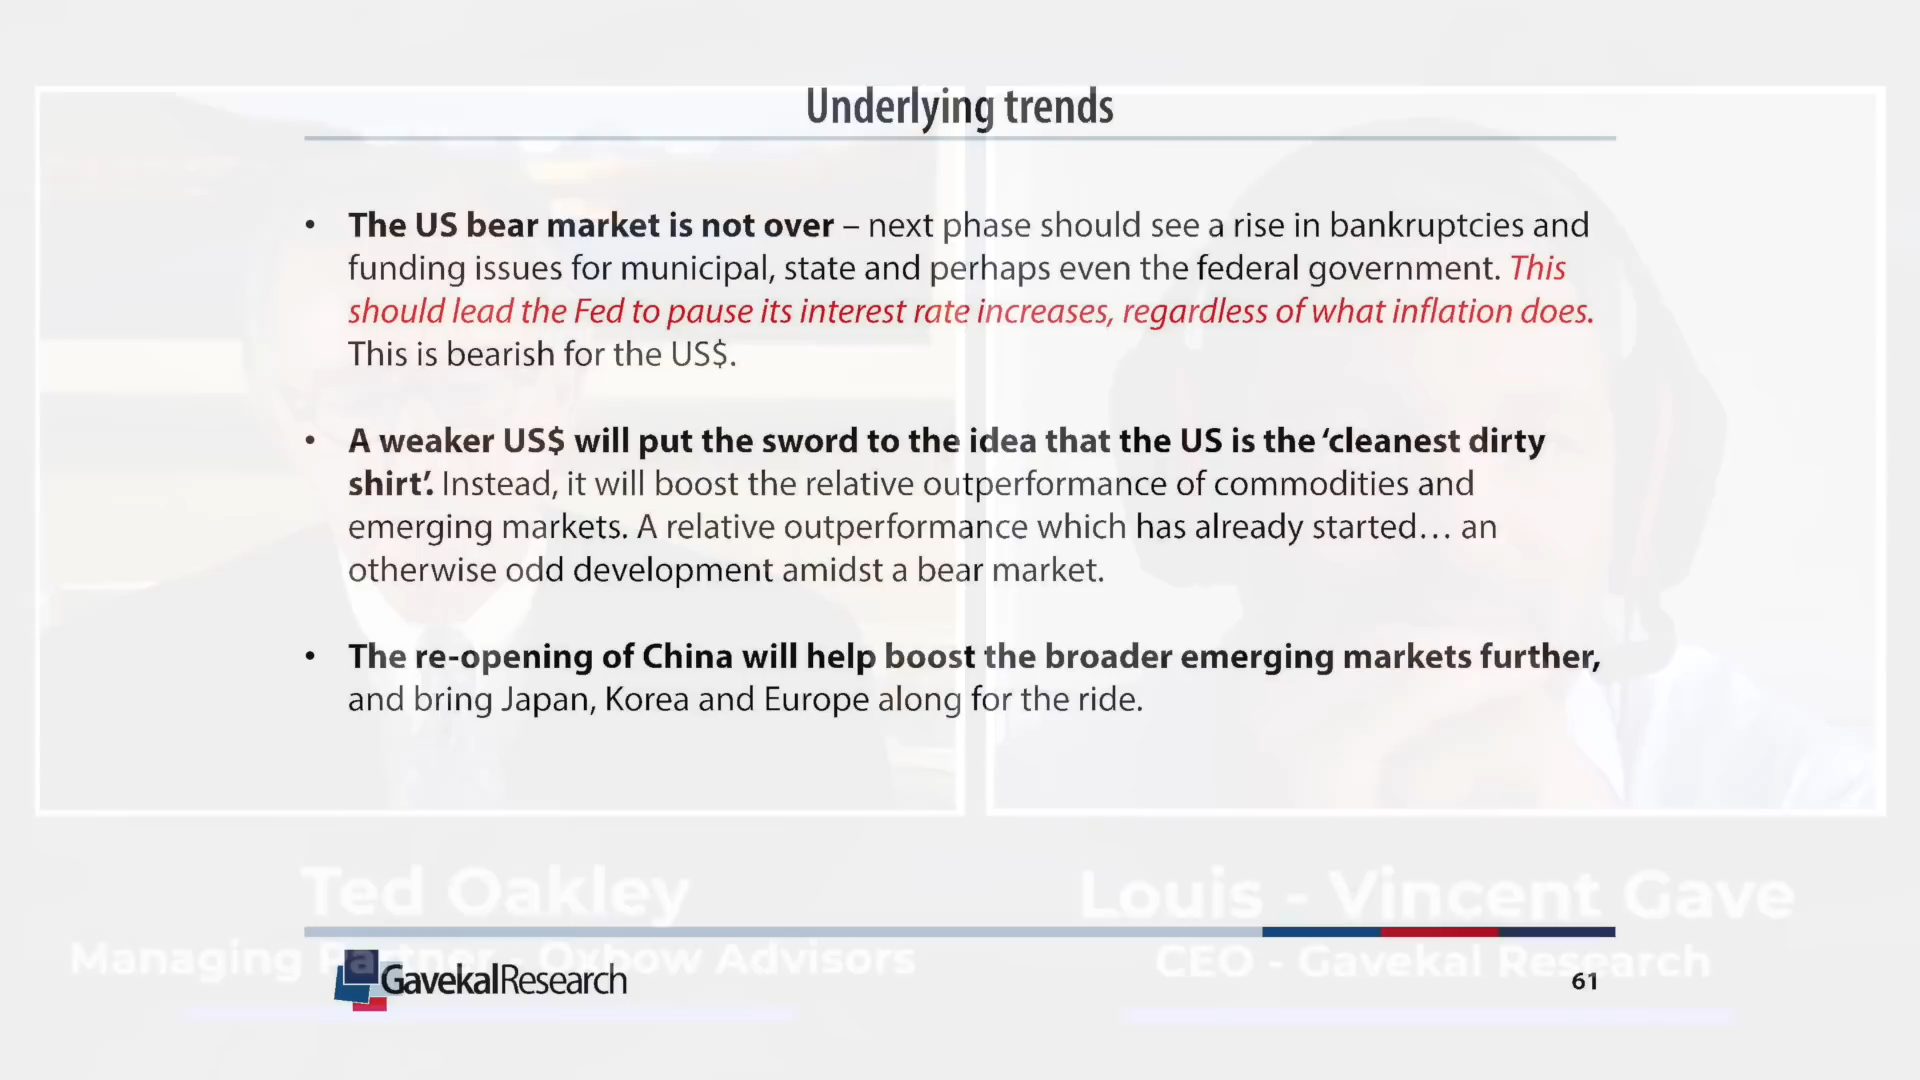 Underlying trends
• The US bear market is not over – next phase should see a rise in bankruptcies and
funding issues for municipal, state and perhaps even the federal government. This
should lead the Fed to pause its interest rate increases, regardless of what inflation does.
This is bearish for the US$.
• A weaker US$ will put the sword to the idea that the US is the ‘cleanest dirty
shirt’. Instead, it will boost the relative outperformance of commodities and
emerging markets. A relative outperformance which has already started… an
otherwise odd development amidst a bear market.
• The re-opening of China will help boost the broader emerging markets further,
and bring Japan, Korea and Europe along for the ride.
Ted Oakley
Managing Partner - Oxbow Advisors
Louis - Vincent Gave
CEO - Gavekal Research
GavekalResearch
61